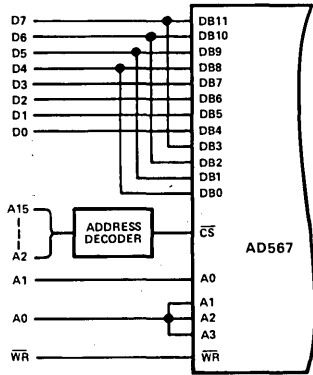 D7 DB11
D6 DB10
D5 DB9
D4 DB8
D3 DB7
D2 DB6
D1 DB5
D0 DB4
DB3
DB2
DB1
DB0
A15
ADDRESS
DECODER
CS
A2
AD567
A1 A0
A1
A0 A2
A3
WR WR